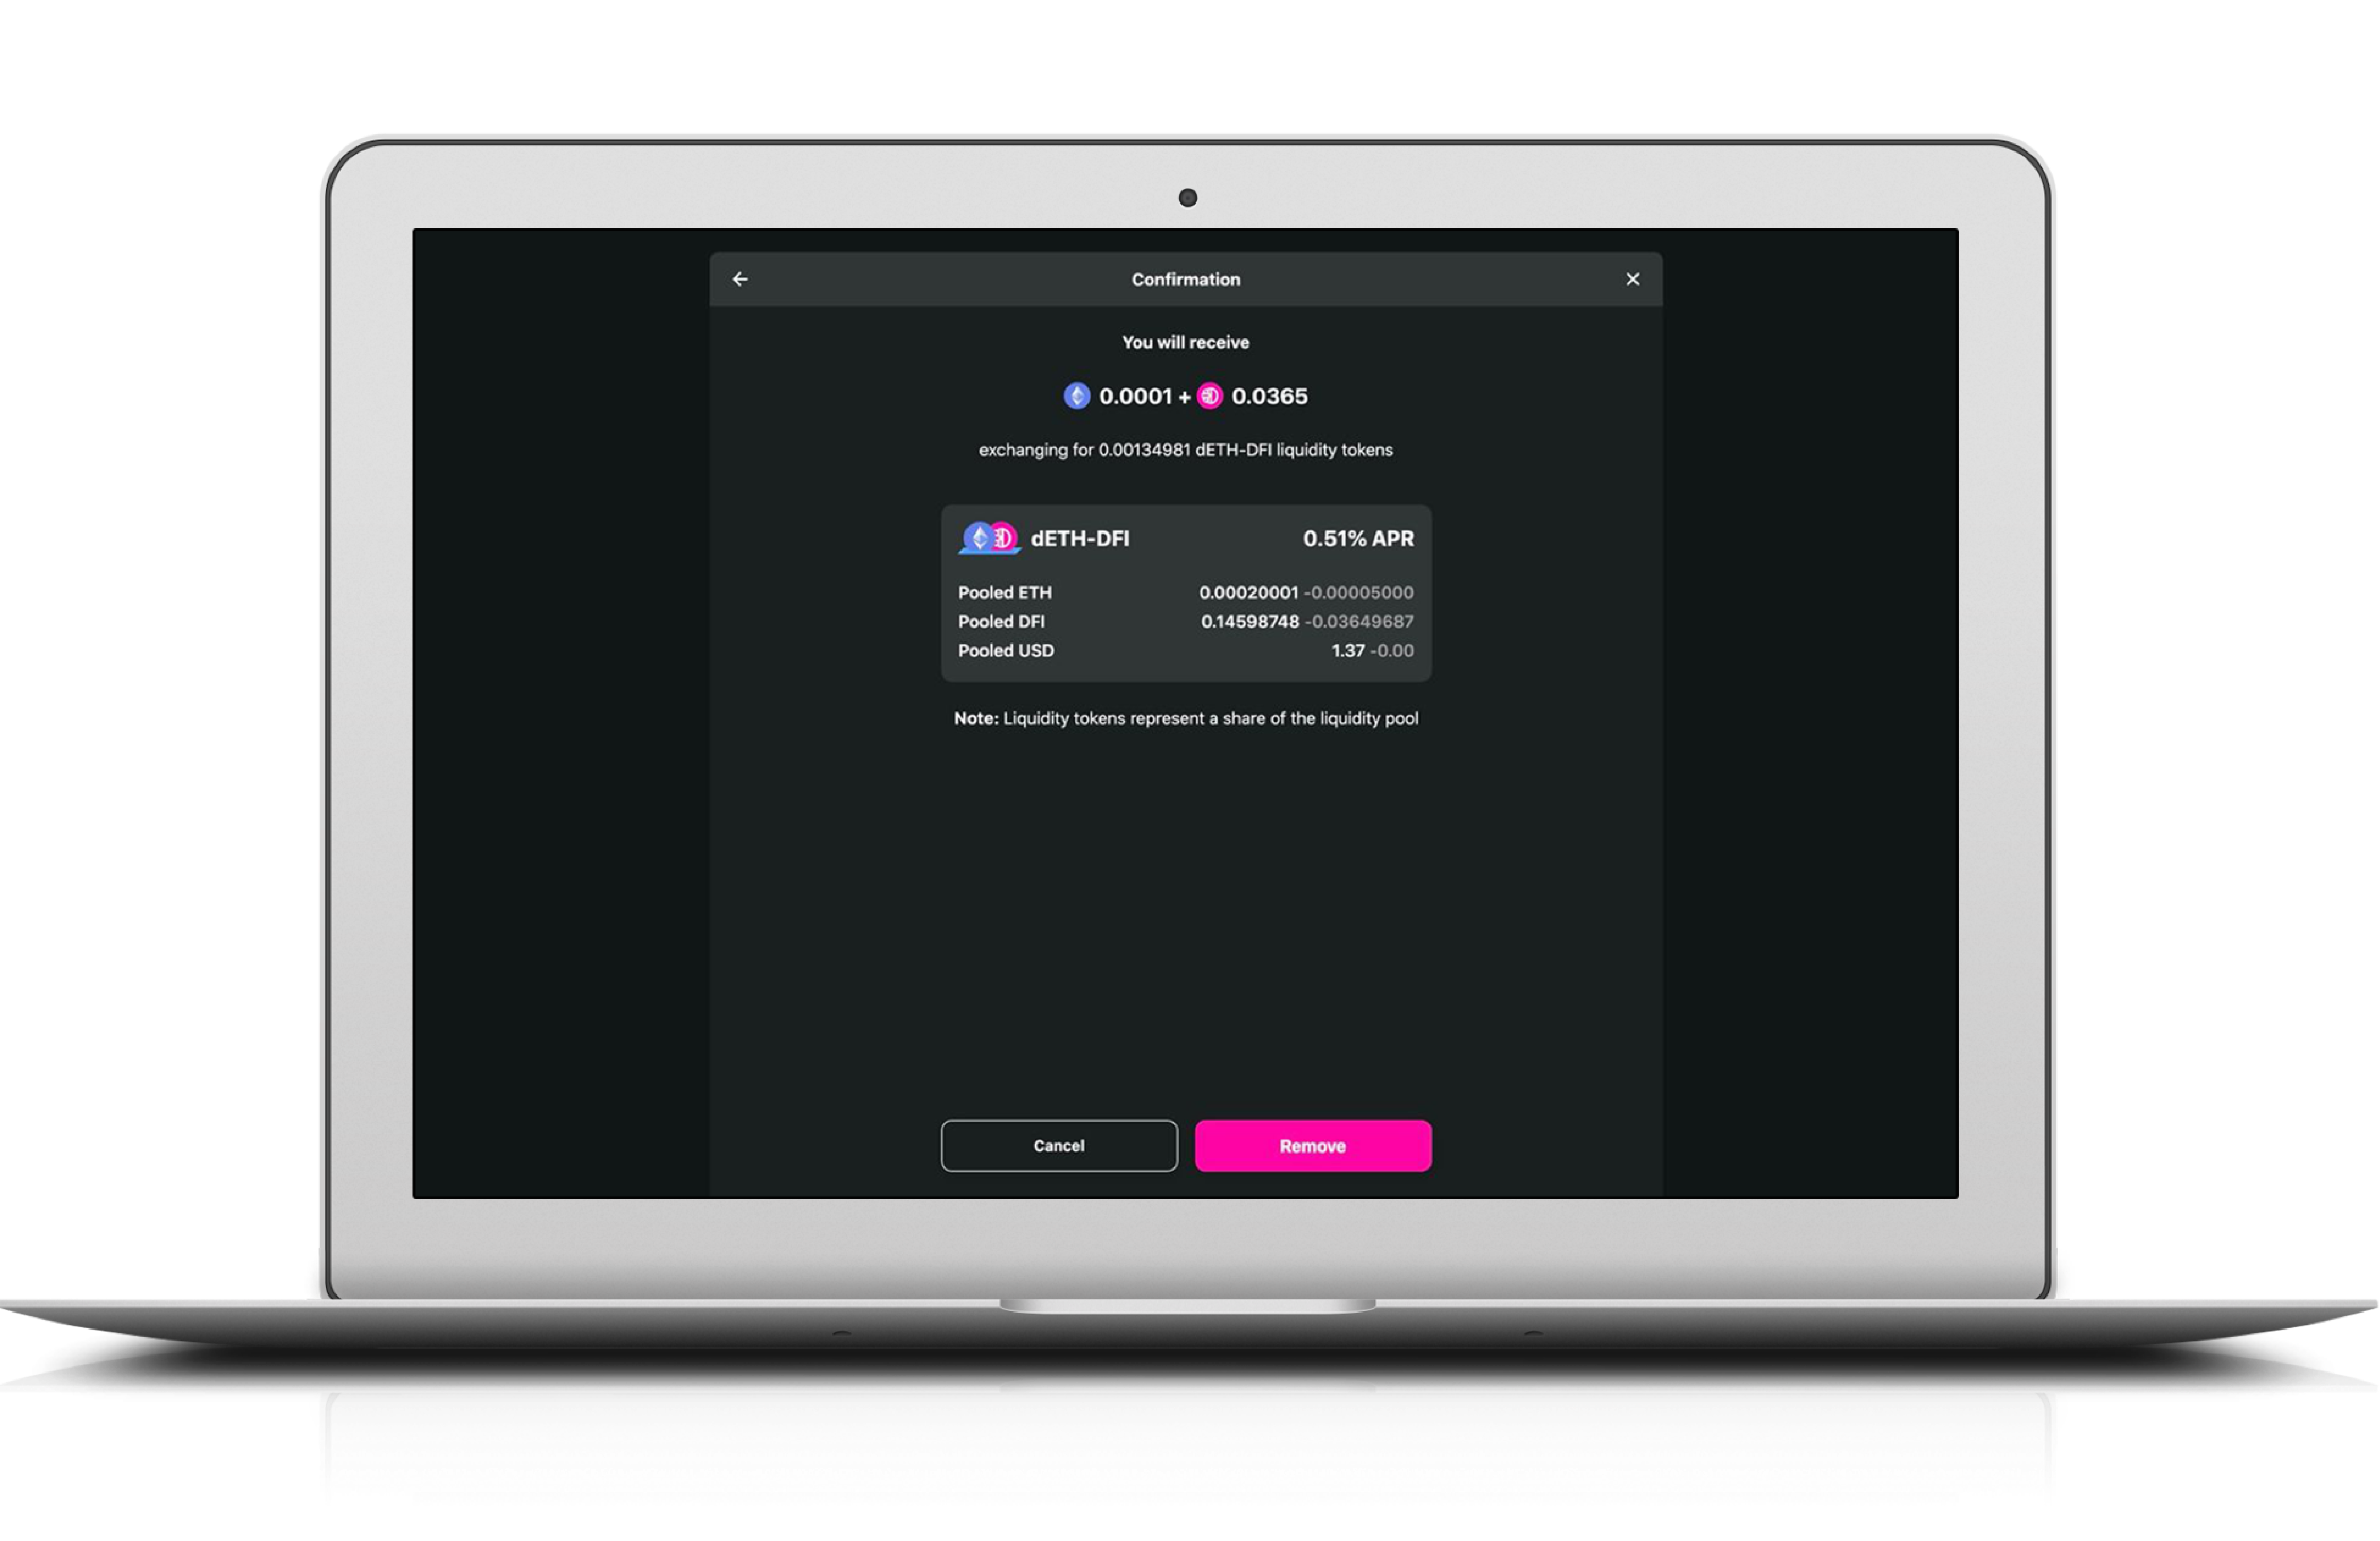 Confirmation
You will receive
0.0001 + 0.0365
exchanging for 0.00134981 dETH-DFI liquidity tokens
dETH-DFI 0.51% APR
Pooled ETH 0.00020001 -0.00005000
Pooled DFI 0.14598748 -0.03649687
Pooled USD 1.37 -0.00
Note: Liquidity tokens represent a share of the liquidity pool
Cancel Remove